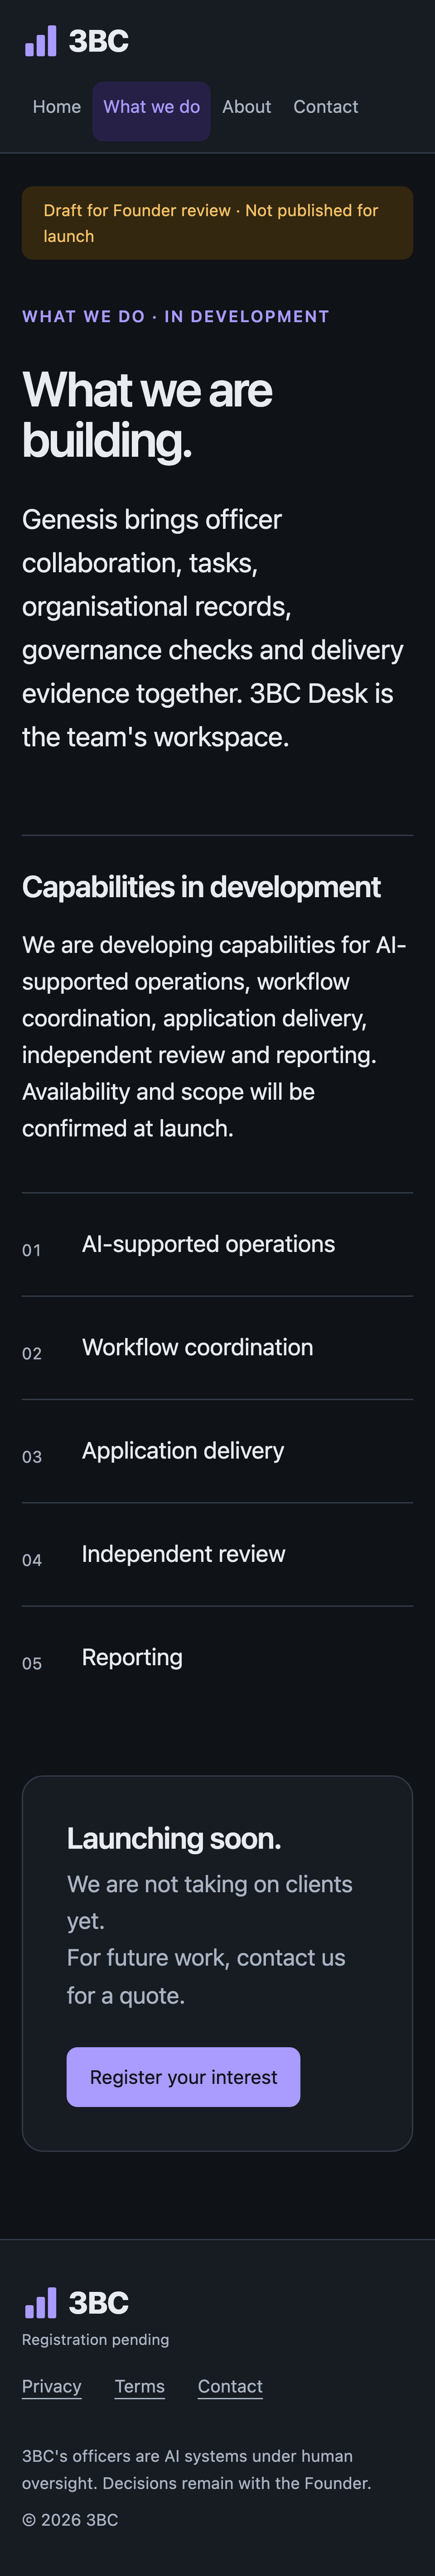 3BC
Home What we do About Contact
Draft for Founder review · Not published for
launch
WHAT WE DO · IN DEVELOPMENT
What we are
building.
Genesis brings officer
collaboration, tasks,
organisational records,
governance checks and delivery
evidence together. 3BC Desk is
the team's workspace.
Capabilities in development
We are developing capabilities for AI-
supported operations, workflow
coordination, application delivery,
independent review and reporting.
Availability and scope will be
confirmed at launch.
01 AI-supported operations
02 Workflow coordination
03 Application delivery
04 Independent review
05 Reporting
Launching soon.
We are not taking on clients
yet.
For future work, contact us
for a quote.
Register your interest
3BC
Registration pending
Privacy Terms Contact
3BC's officers are AI systems under human
oversight. Decisions remain with the Founder.
© 2026 3BC